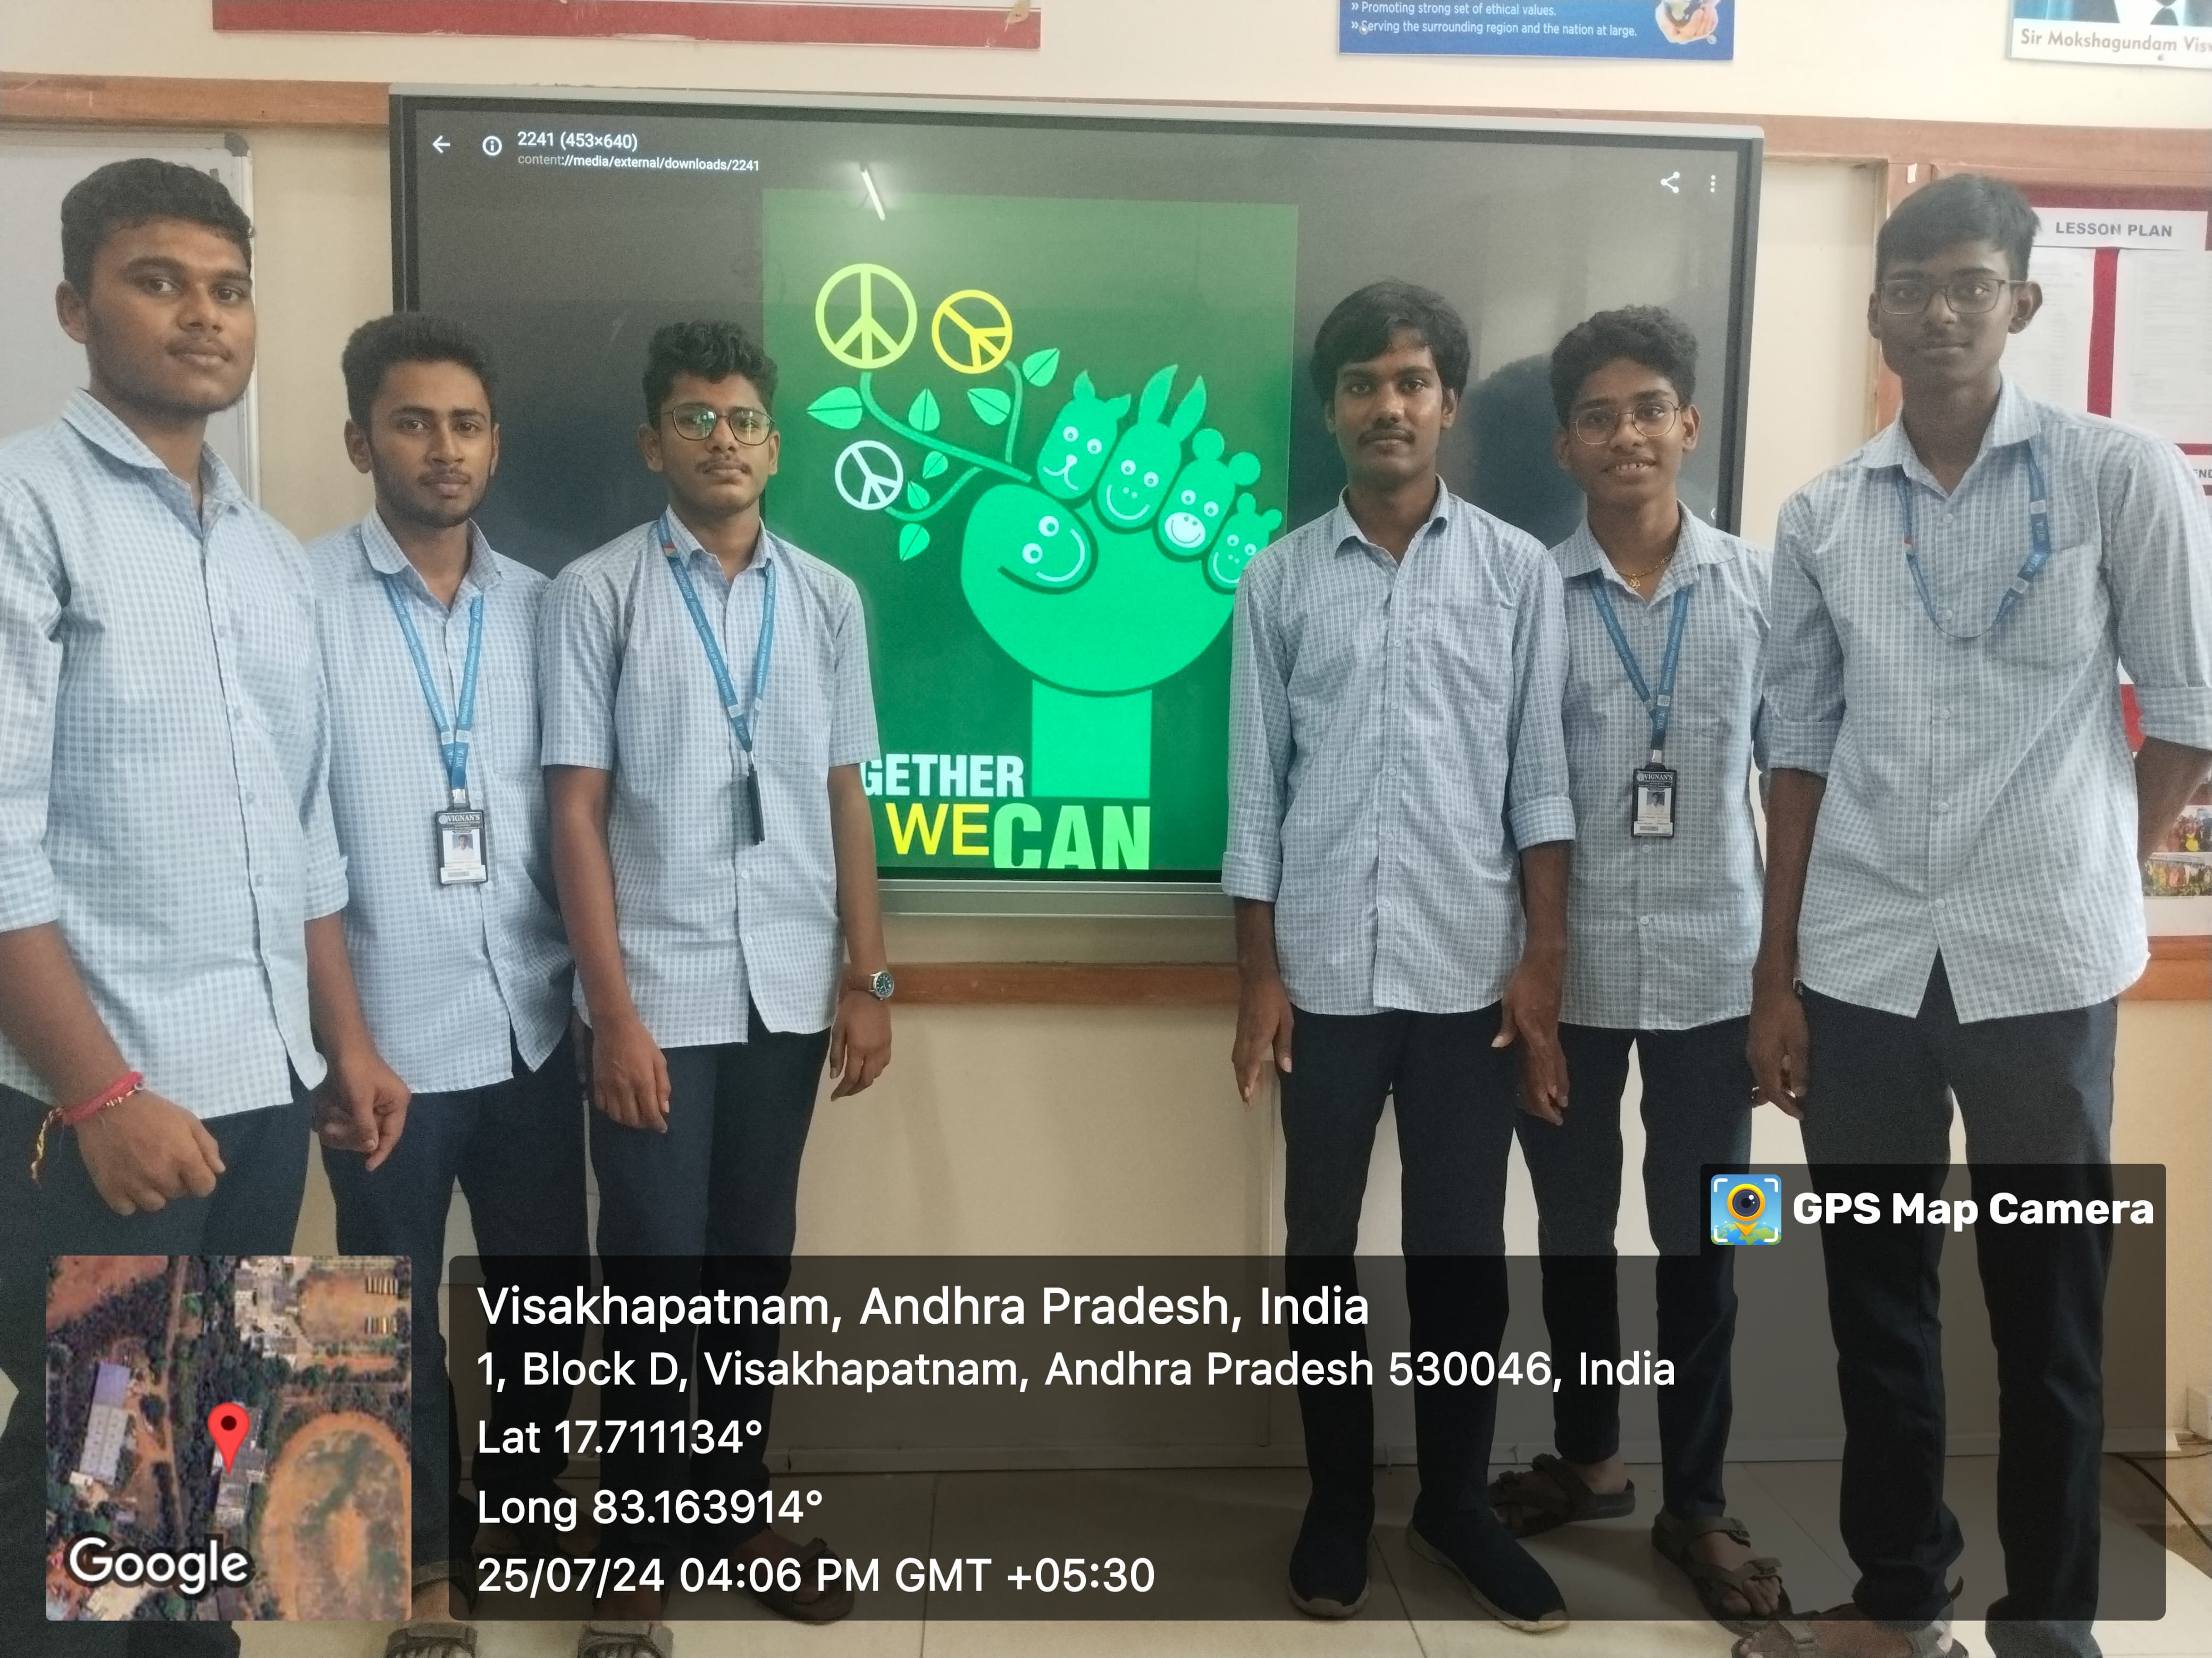 » Promoting strong set of ethical values.
» Serving the surrounding region and the nation at large.
Sir Mokshagundam Vis
2241 (453×640)
content://media/external/downloads/2241
LESSON PLAN
GETHER
WE CAN
VIGNAN'S
VIGNAN'S
GPS Map Camera
Visakhapatnam, Andhra Pradesh, India
1, Block D, Visakhapatnam, Andhra Pradesh 530046, India
Lat 17.711134°
Long 83.163914°
25/07/24 04:06 PM GMT +05:30
Google